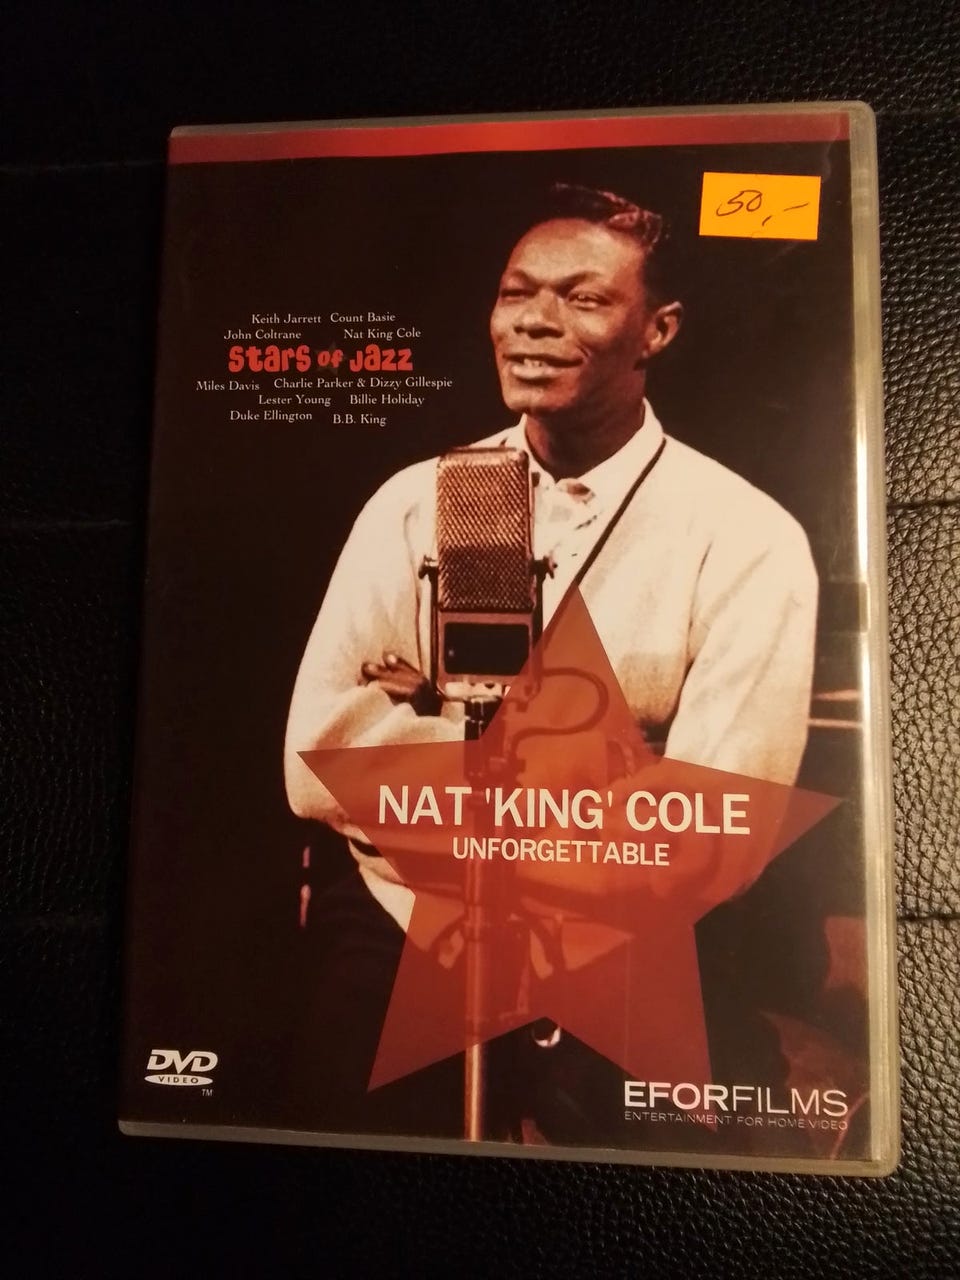 50,-
Keith Jarrett Count Basie
John Coltrane Nat King Cole
Stars of Jazz
Miles Davis Charlie Parker & Dizzy Gillespie
Lester Young Billie Holiday
Duke Ellington B.B. King
NAT 'KING' COLE
UNFORGETTABLE
DVD
VIDEO
TM
EFORFILMS
ENTERTAINMENT FOR HOME VIDEO